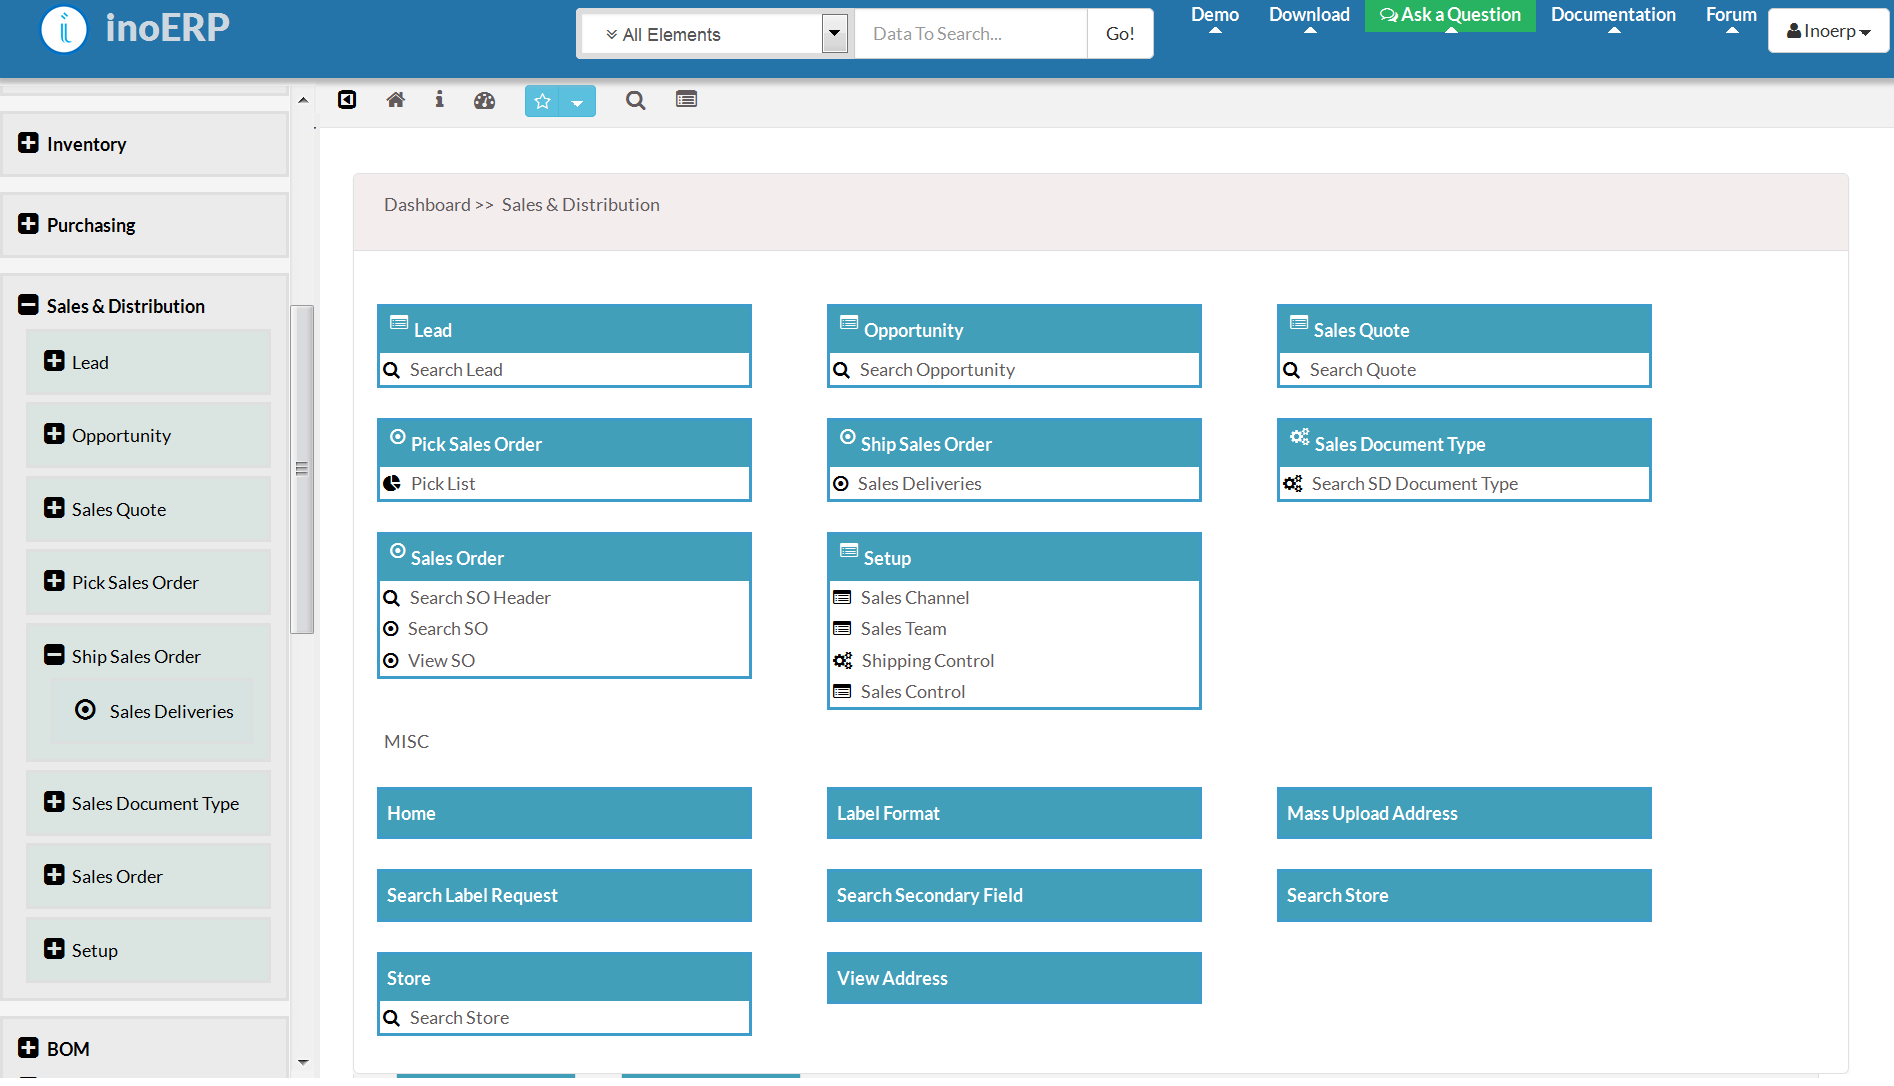 inoERP
All Elements
Data To Search...
Go!
Demo
Download
Ask a Question
Documentation
Forum
Inoerp
Inventory
Purchasing
Sales & Distribution
Lead
Opportunity
Sales Quote
Pick Sales Order
Ship Sales Order
Sales Deliveries
Sales Document Type
Sales Order
Setup
BOM
Dashboard >> Sales & Distribution
Lead
Search Lead
Opportunity
Search Opportunity
Sales Quote
Search Quote
Pick Sales Order
Pick List
Ship Sales Order
Sales Deliveries
Sales Document Type
Search SD Document Type
Sales Order
Search SO Header
Search SO
View SO
Setup
Sales Channel
Sales Team
Shipping Control
Sales Control
MISC
Home
Label Format
Mass Upload Address
Search Label Request
Search Secondary Field
Search Store
Store
Search Store
View Address